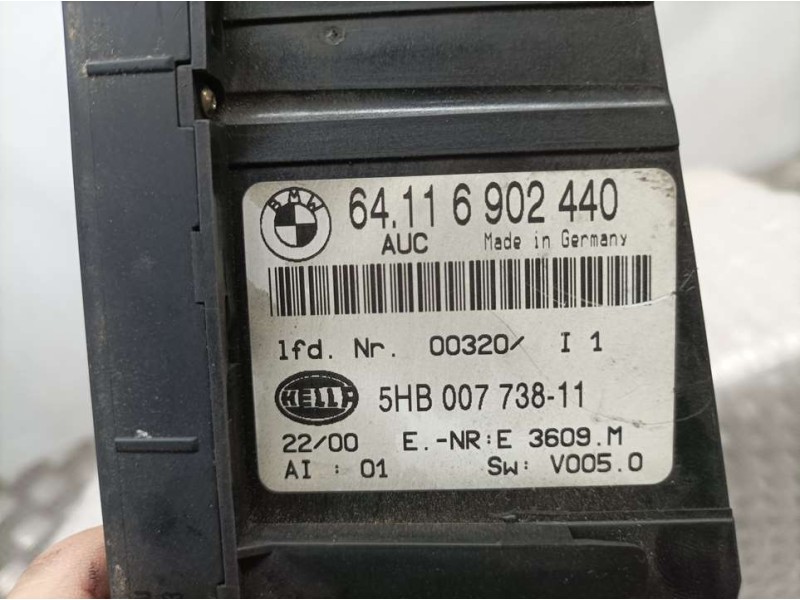 BMW
64.11 6 902 440
AUC Made in Germany
lfd. Nr. 00320/ I 1
HELLA 5HB 007 738-11
22/00 E.-NR:E 3609.M
AI : 01 Sw: V005.0